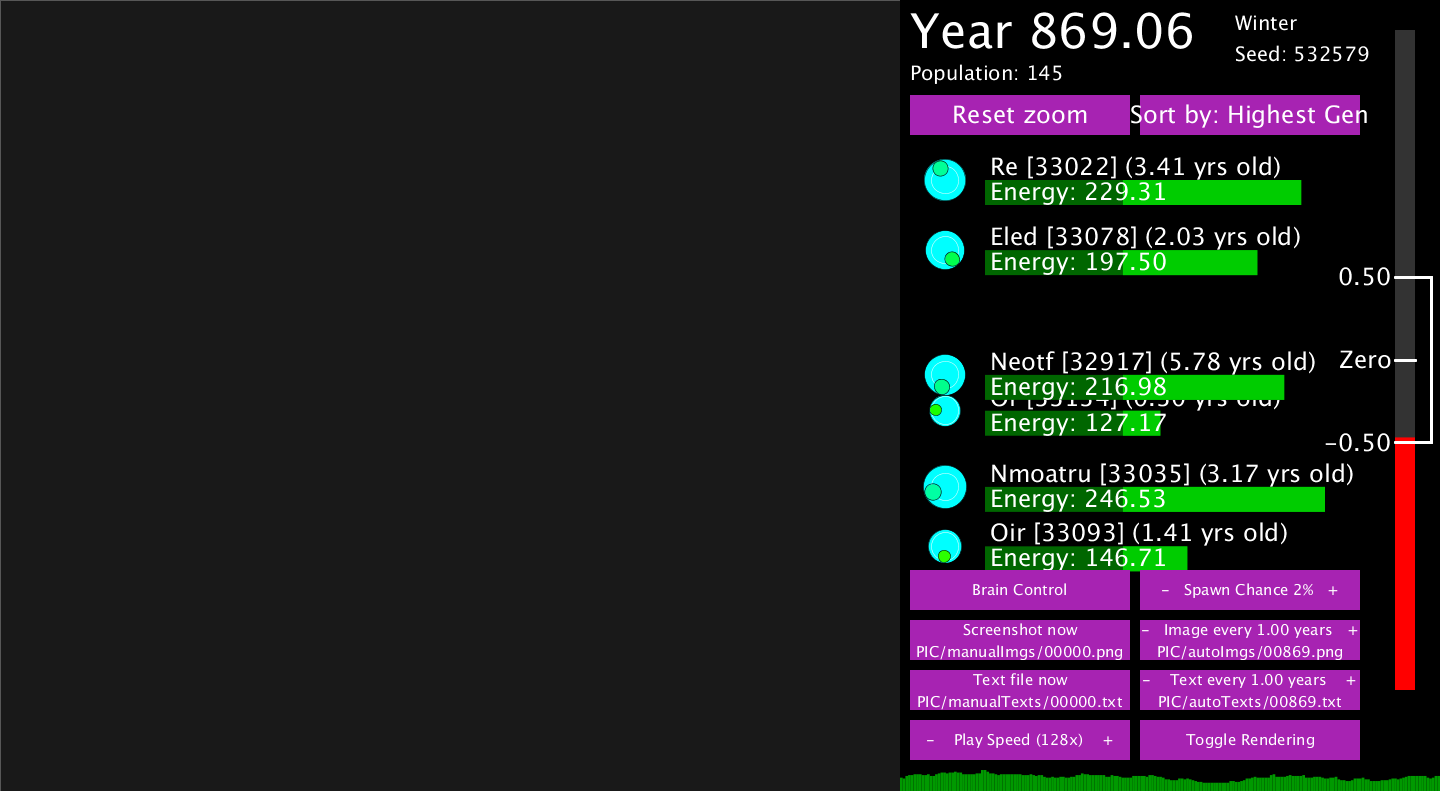 Year 869.06
Winter
Seed: 532579
Population: 145
Reset zoom
Sort by: Highest Gen
Re [33022] (3.41 yrs old)
Energy: 229.31
Eled [33078] (2.03 yrs old)
Energy: 197.50
0.50
Neotf [32917] (5.78 yrs old)
Zero
Energy: 216.98
Energy: 127.17
−0.50
Nmoatru [33035] (3.17 yrs old)
Energy: 246.53
Oir [33093] (1.41 yrs old)
Energy: 146.71
Brain Control
- Spawn Chance 2% +
Screenshot now
PIC/manualImgs/00000.png
- Image every 1.00 years +
PIC/autoImgs/00869.png
Text file now
PIC/manualTexts/00000.txt
- Text every 1.00 years +
PIC/autoTexts/00869.txt
- Play Speed (128x) +
Toggle Rendering